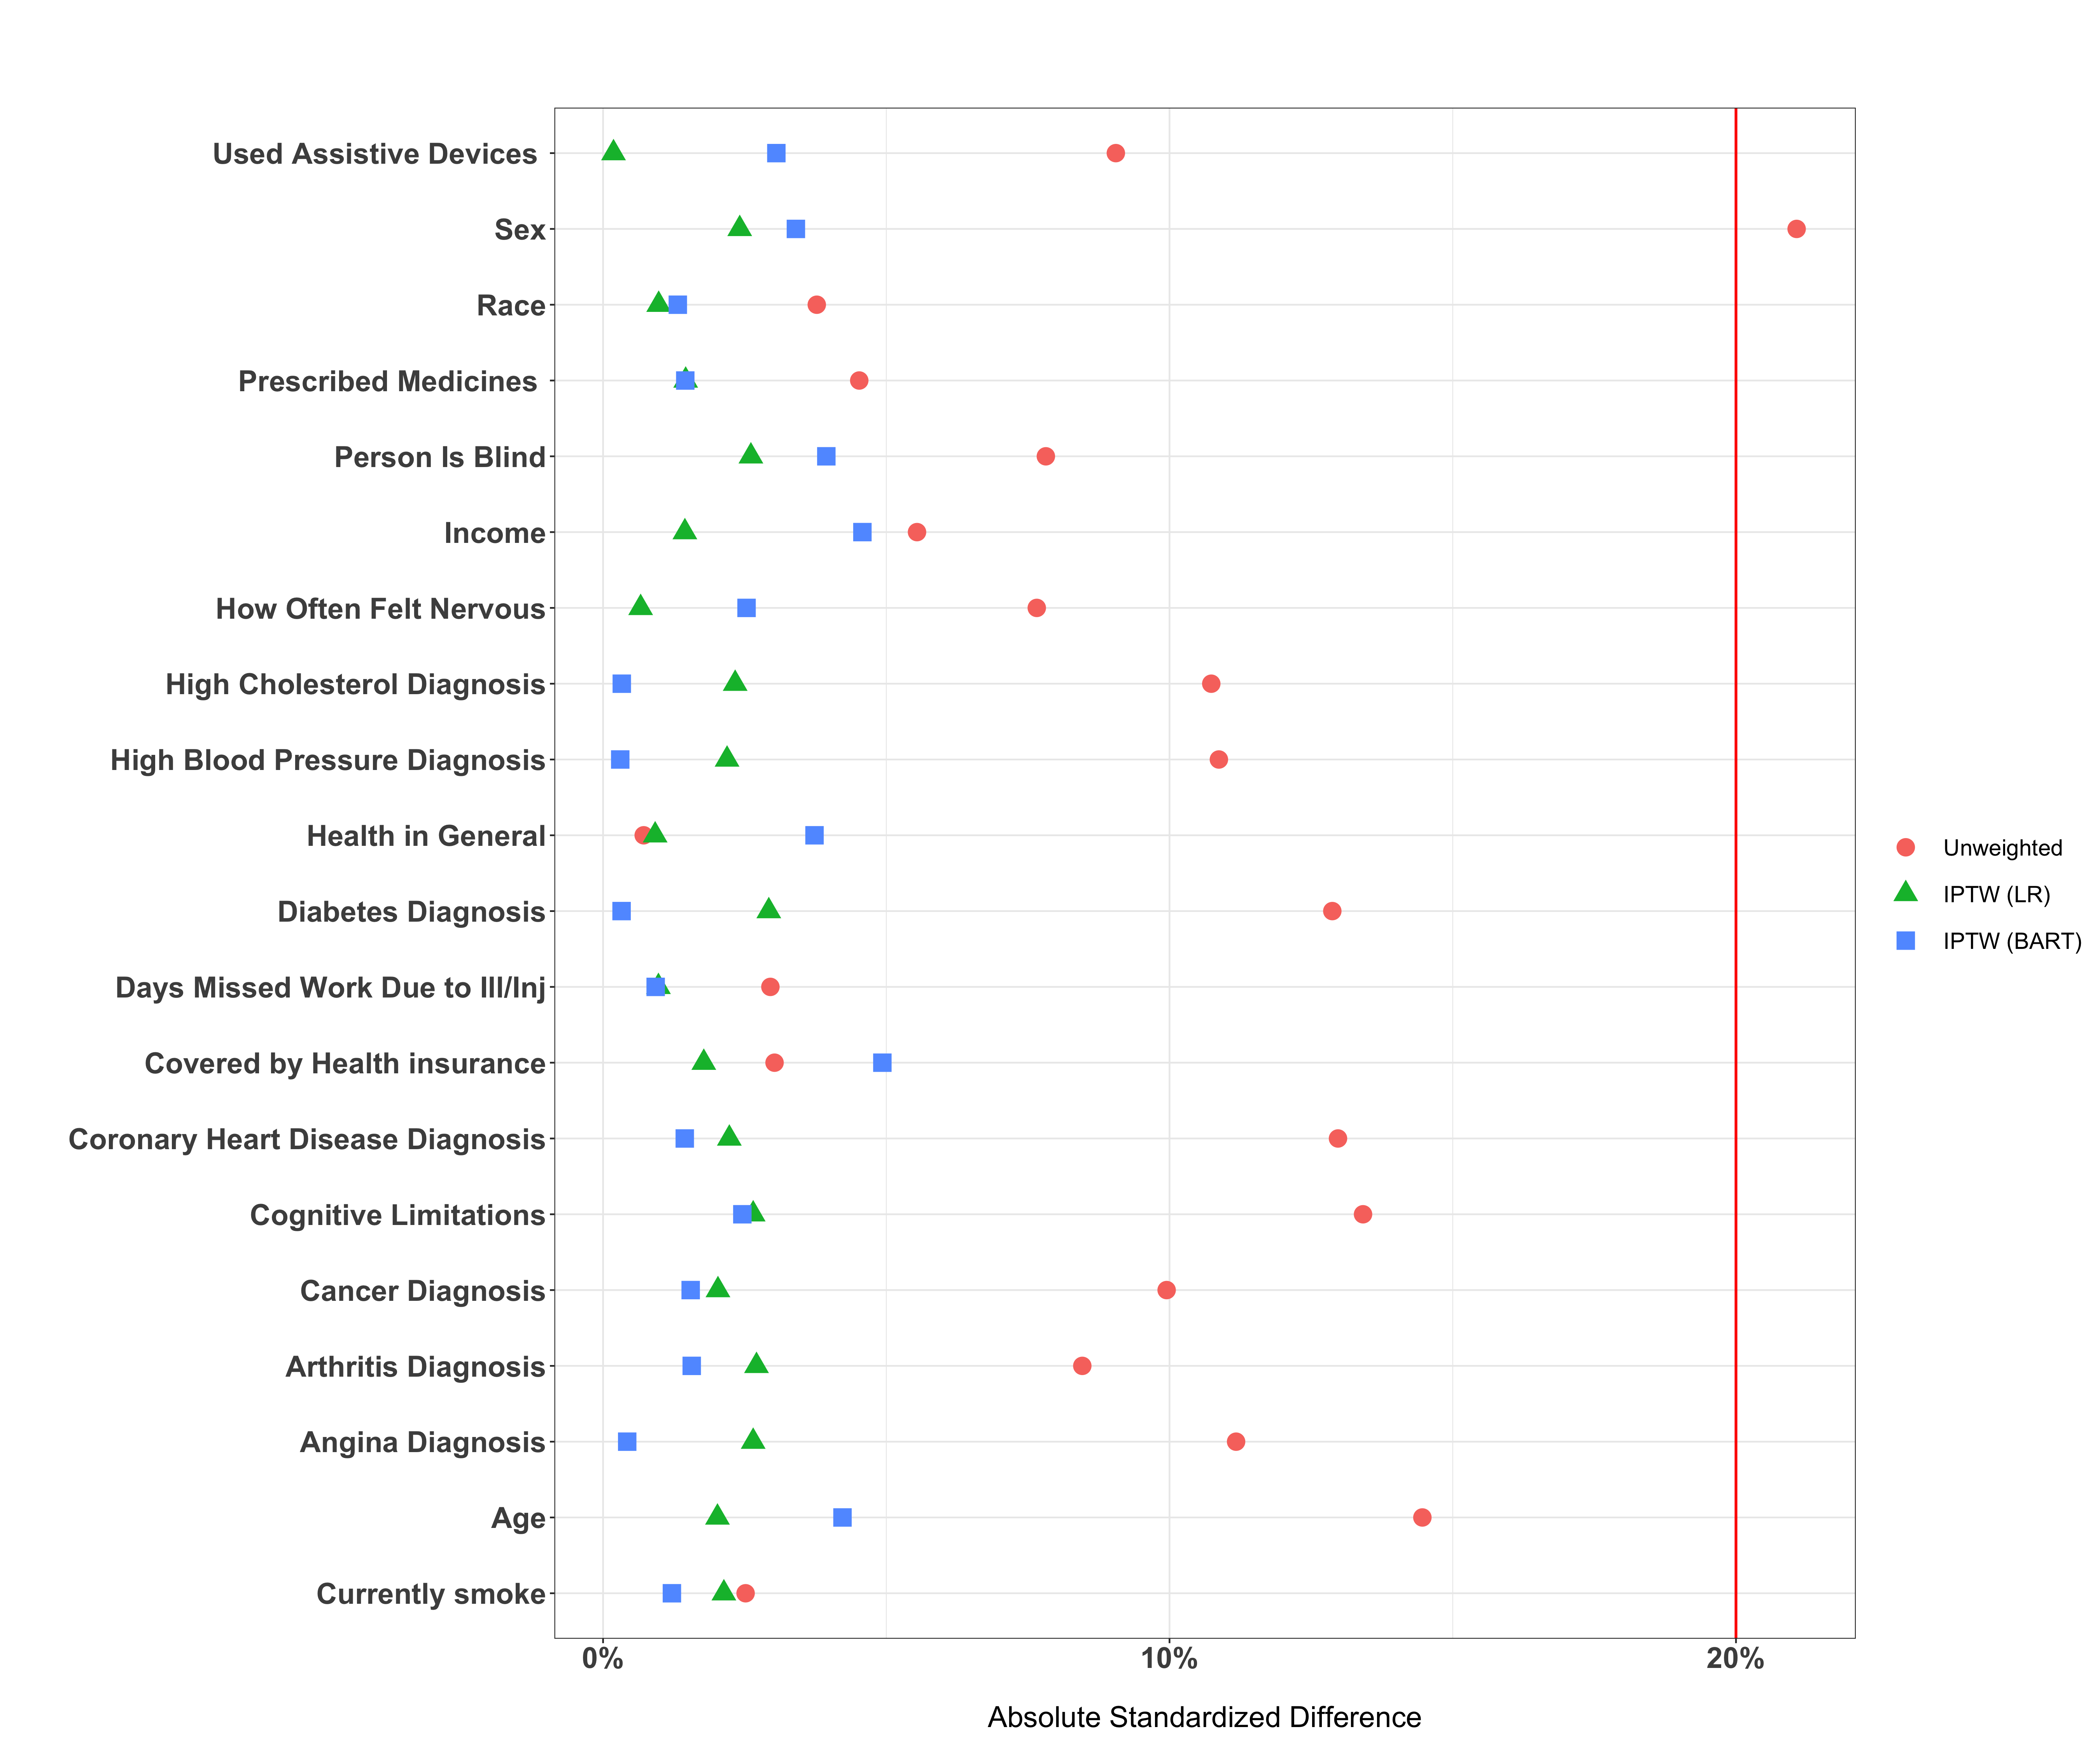 Used Assistive Devices
Sex
Race
Prescribed Medicines
Person Is Blind
Income
How Often Felt Nervous
High Cholesterol Diagnosis
High Blood Pressure Diagnosis
Health in General
Diabetes Diagnosis
Days Missed Work Due to Ill/Inj
Covered by Health insurance
Coronary Heart Disease Diagnosis
Cognitive Limitations
Cancer Diagnosis
Arthritis Diagnosis
Angina Diagnosis
Age
Currently smoke
0% 10% 20%
Absolute Standardized Difference
Unweighted
IPTW (LR)
IPTW (BART)